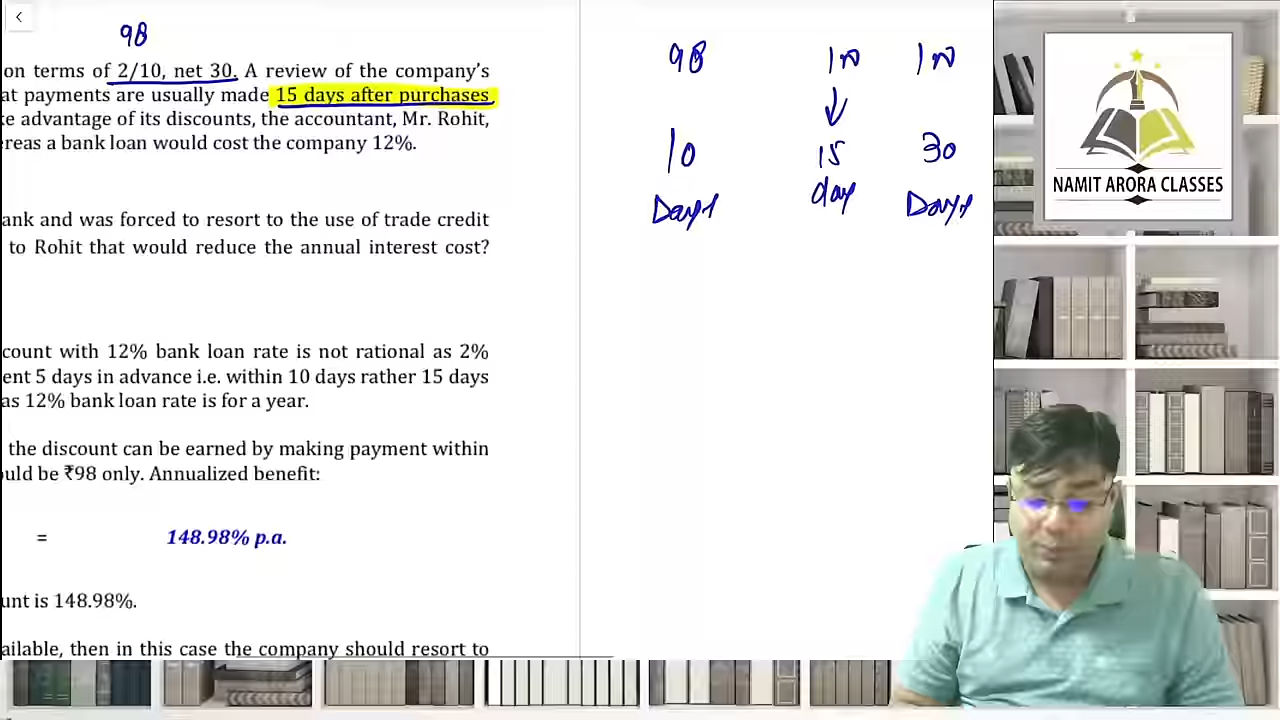 98
on terms of 2/10, net 30. A review of the company's
at payments are usually made 15 days after purchases
ke advantage of its discounts, the accountant, Mr. Rohit,
ereas a bank loan would cost the company 12%.
ank and was forced to resort to the use of trade credit
to Rohit that would reduce the annual interest cost?
count with 12% bank loan rate is not rational as 2%
ent 5 days in advance i.e. within 10 days rather 15 days
as 12% bank loan rate is for a year.
the discount can be earned by making payment within
ould be ₹98 only. Annualized benefit:
= 148.98% p.a.
unt is 148.98%.
ailable, then in this case the company should resort to
98 100 100
10 15 30
Days day Days
NAMIT ARORA CLASSES